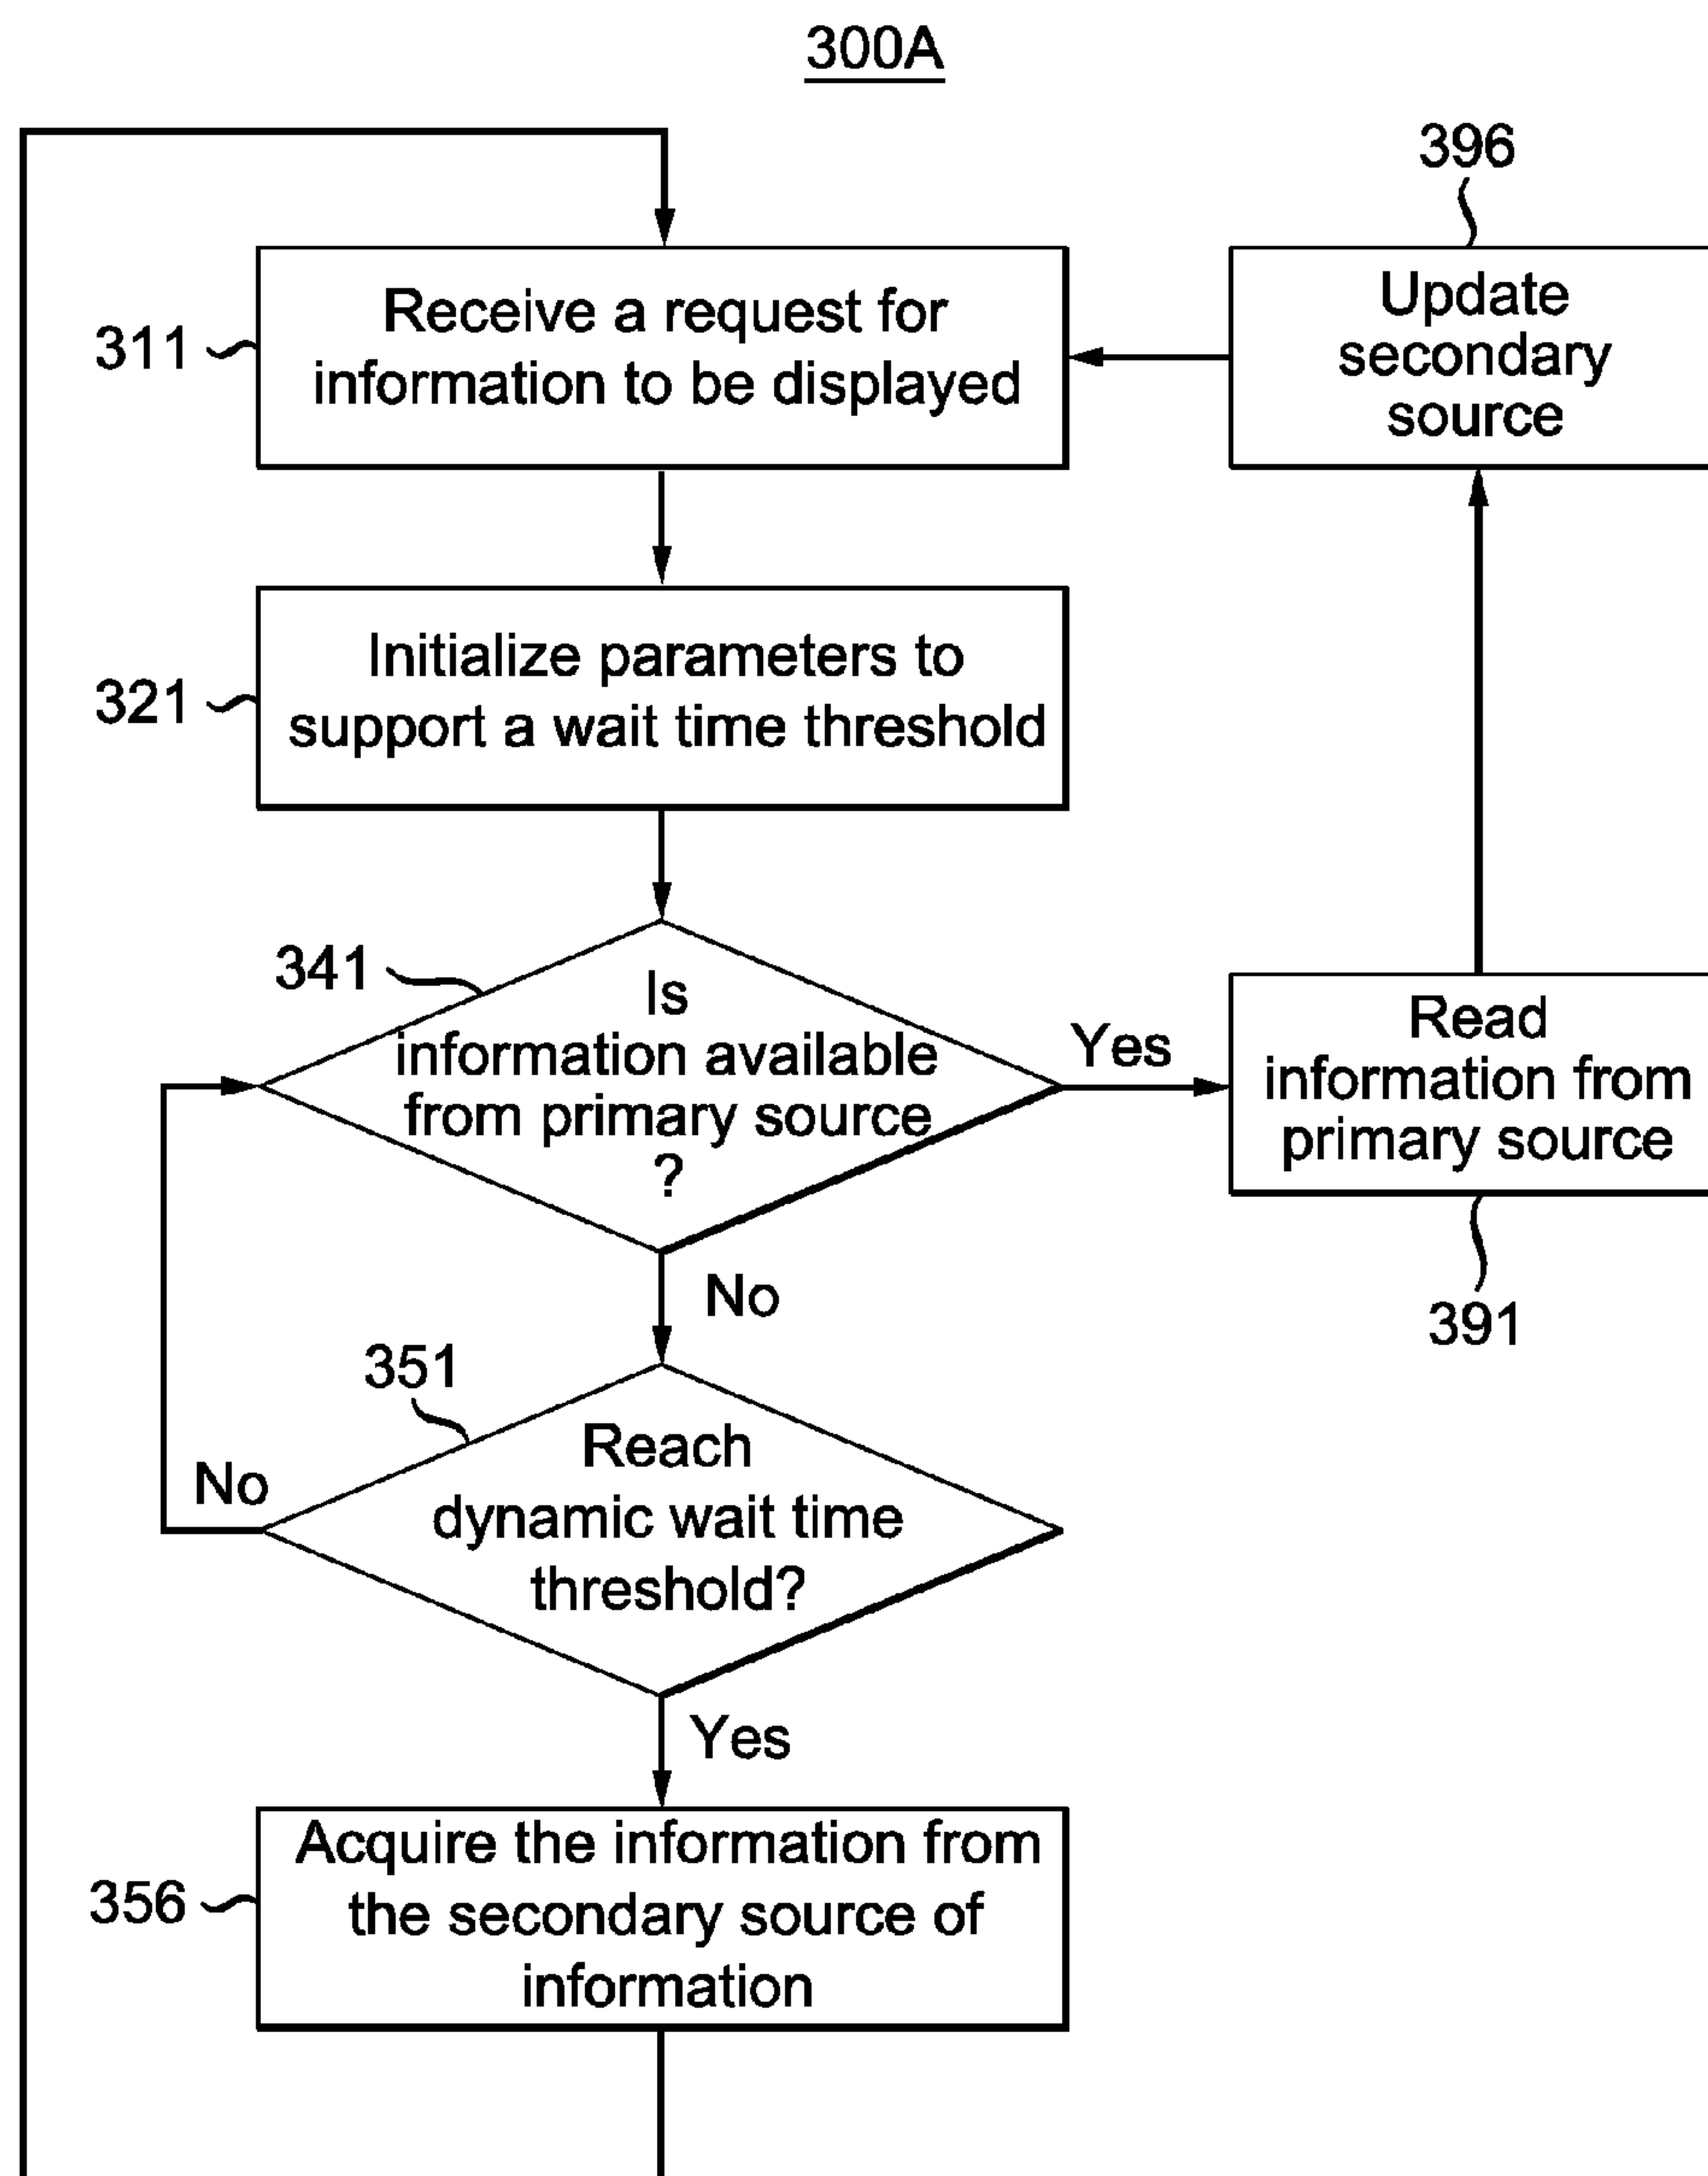 300A
396
311
Receive a request for
information to be displayed
Update
secondary
source
321
Initialize parameters to
support a wait time threshold
341
Is
information available
from primary source
?
Yes
Read
information from
primary source
391
No
351
Reach
dynamic wait time
threshold?
No
Yes
356
Acquire the information from
the secondary source of
information